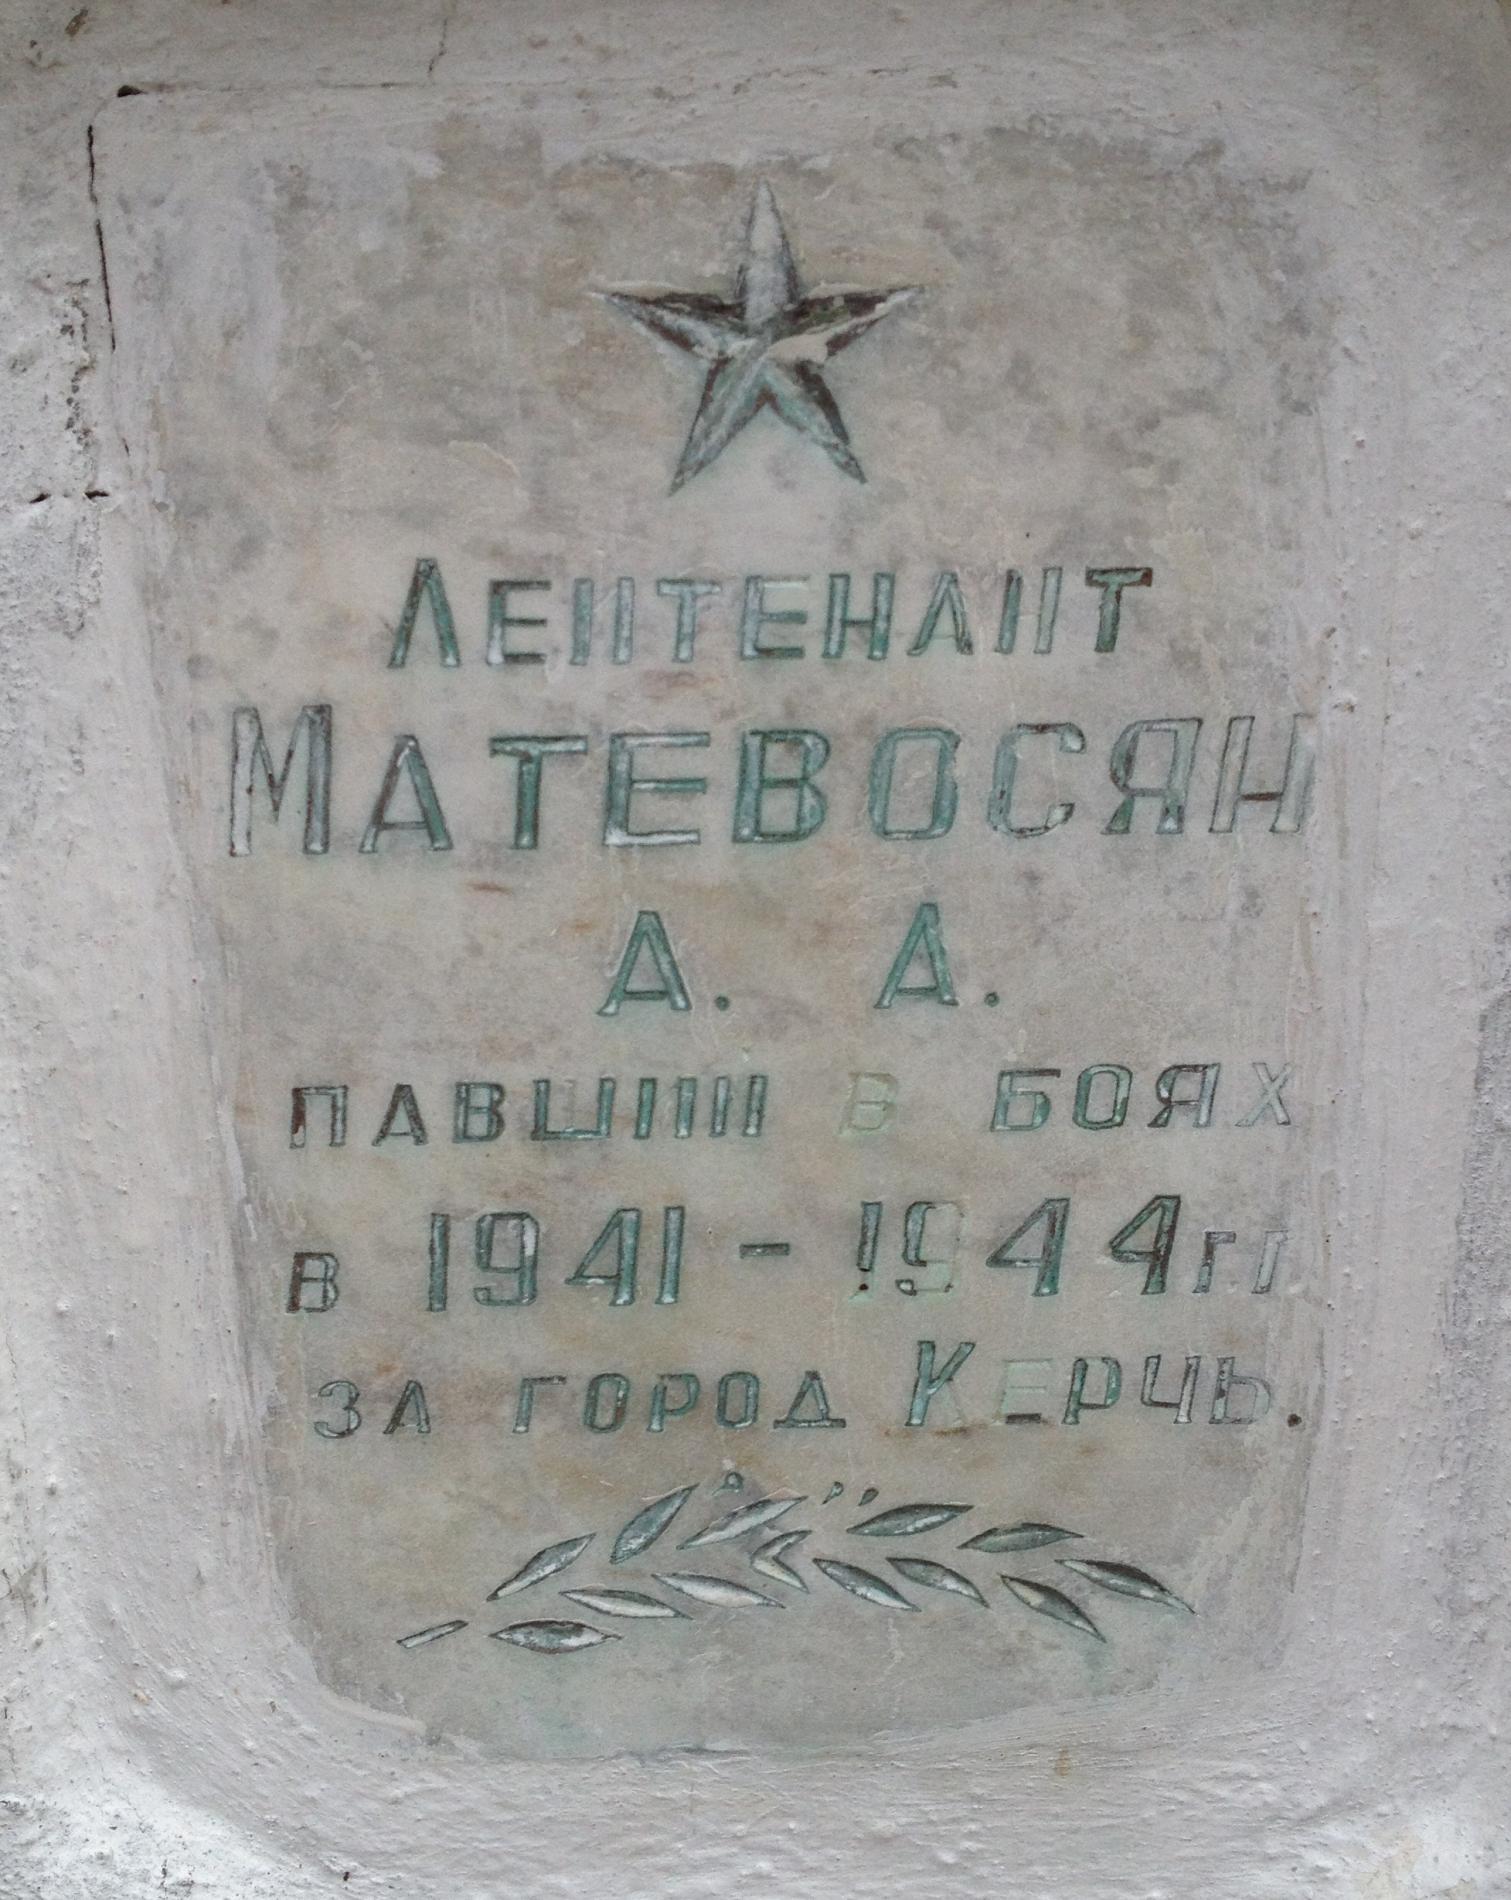 Лейтенант
Матевосян
А. А.
павший в боях
в 1941 - 1944 гг
за город Керчь.